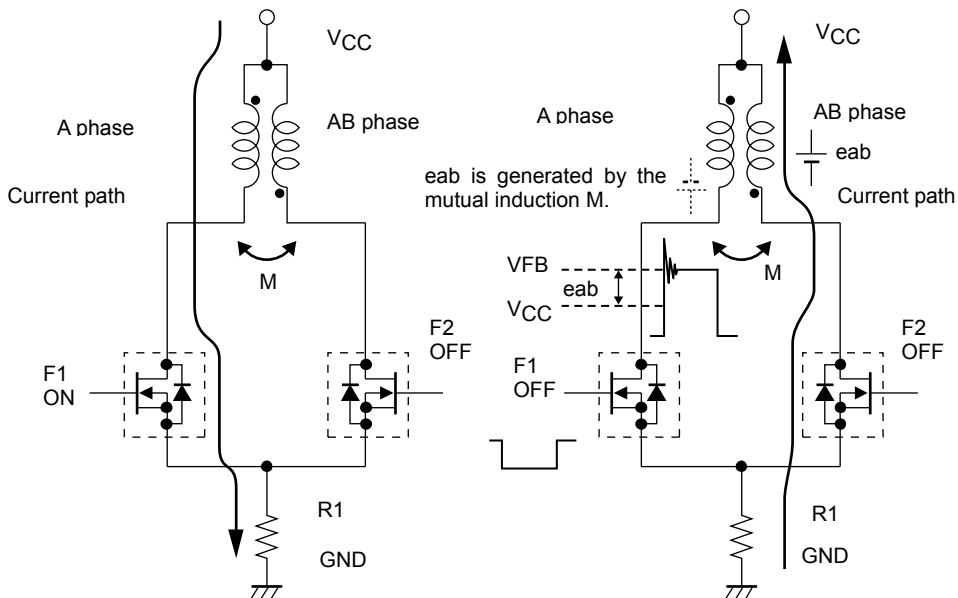 VCC
A phase
AB phase
Current path
M
F1
ON
F2
OFF
R1
GND
VCC
A phase
AB phase
eab
eab is generated by the
mutual induction M.
Current path
M
VFB
eab
VCC
F1
OFF
F2
OFF
R1
GND